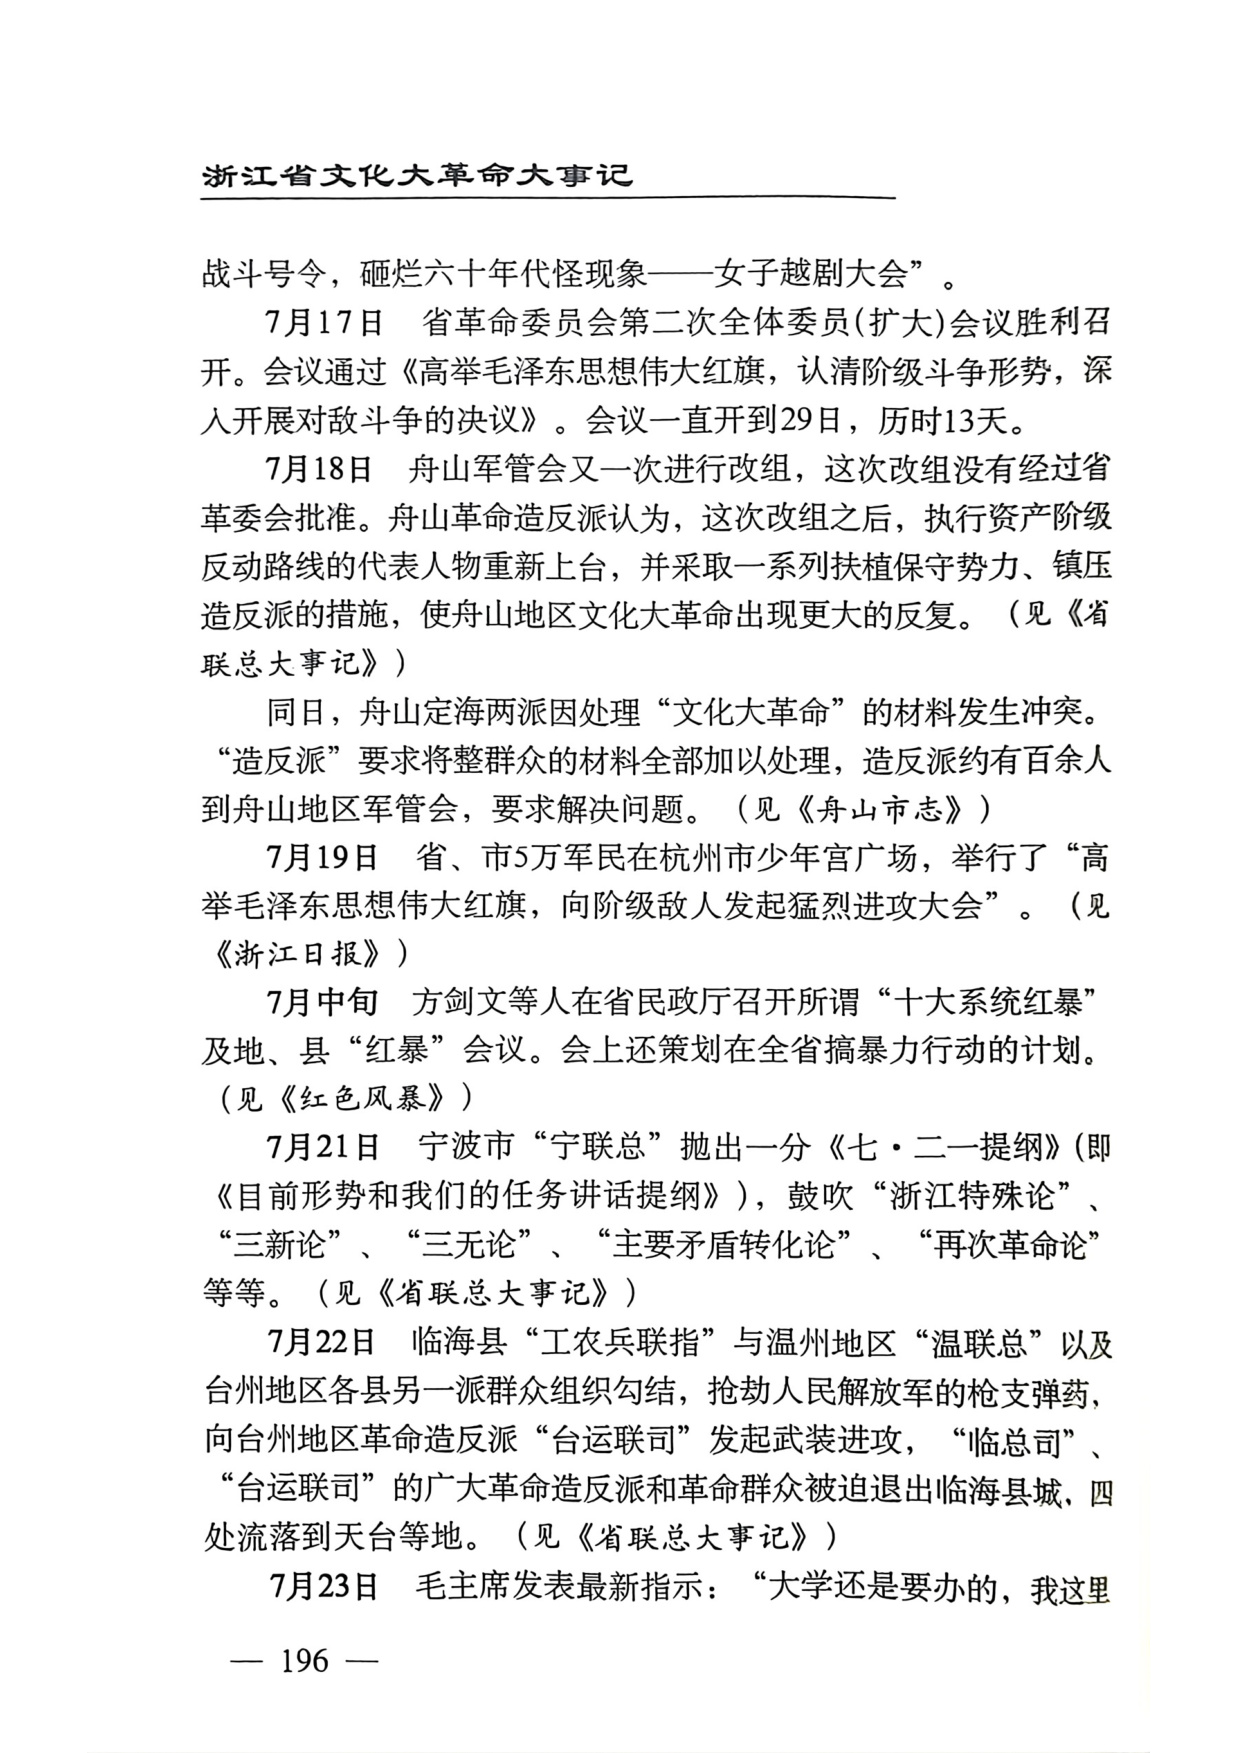 浙江省文化大革命大事记
战斗号令，砸烂六十年代怪现象——女子越剧大会”。
7月17日　省革命委员会第二次全体委员(扩大)会议胜利召
开。会议通过《高举毛泽东思想伟大红旗，认清阶级斗争形势，深
入开展对敌斗争的决议》。会议一直开到29日，历时13天。
7月18日　舟山军管会又一次进行改组，这次改组没有经过省
革委会批准。舟山革命造反派认为，这次改组之后，执行资产阶级
反动路线的代表人物重新上台，并采取一系列扶植保守势力、镇压
造反派的措施，使舟山地区文化大革命出现更大的反复。（见《省
联总大事记》）
同日，舟山定海两派因处理“文化大革命”的材料发生冲突。
“造反派”要求将整群众的材料全部加以处理，造反派约有百余人
到舟山地区军管会，要求解决问题。（见《舟山市志》）
7月19日　省、市5万军民在杭州市少年宫广场，举行了“高
举毛泽东思想伟大红旗，向阶级敌人发起猛烈进攻大会”。（见
《浙江日报》）
7月中旬　方剑文等人在省民政厅召开所谓“十大系统红暴”
及地、县“红暴”会议。会上还策划在全省搞暴力行动的计划。
（见《红色风暴》）
7月21日　宁波市“宁联总”抛出一分《七·二一提纲》(即
《目前形势和我们的任务讲话提纲》)，鼓吹“浙江特殊论”、
“三新论”、“三无论”、“主要矛盾转化论”、“再次革命论”
等等。（见《省联总大事记》）
7月22日　临海县“工农兵联指”与温州地区“温联总”以及
台州地区各县另一派群众组织勾结，抢劫人民解放军的枪支弹药，
向台州地区革命造反派“台运联司”发起武装进攻，“临总司”、
“台运联司”的广大革命造反派和革命群众被迫退出临海县城，四
处流落到天台等地。（见《省联总大事记》）
7月23日　毛主席发表最新指示：“大学还是要办的，我这里
— 196 —